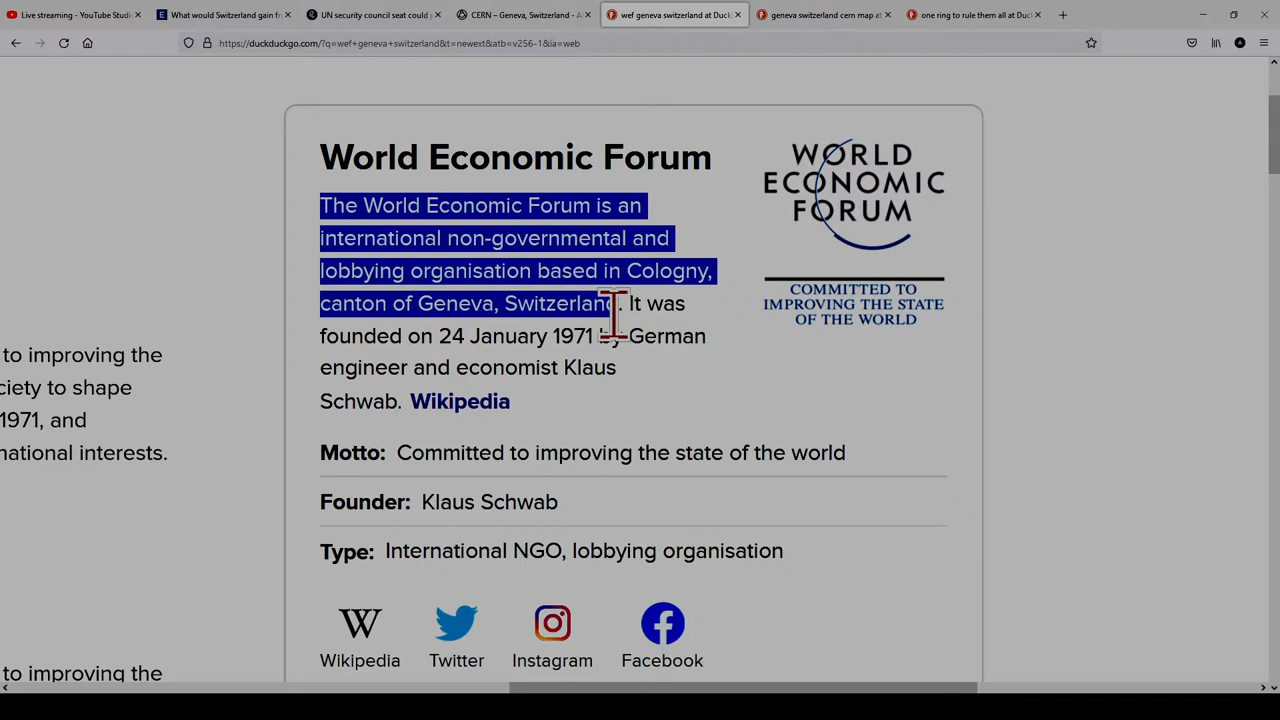 Live streaming - YouTube Studi
What would Switzerland gain fr
UN security council seat could y
CERN – Geneva, Switzerland - A
wef geneva switzerland at Duckl
geneva switzerland cern map at
one ring to rule them all at Duc
https://duckduckgo.com/?q=wef+geneva+switzerland&t=newext&atb=v256-1&ia=web
World Economic Forum
The World Economic Forum is an
international non-governmental and
lobbying organisation based in Cologny,
canton of Geneva, Switzerland. It was
founded on 24 January 1971 by German
engineer and economist Klaus
Schwab. Wikipedia
WORLD
ECONOMIC
FORUM
COMMITTED TO
IMPROVING THE STATE
OF THE WORLD
to improving the
ciety to shape
1971, and
national interests.
Motto: Committed to improving the state of the world
Founder: Klaus Schwab
Type: International NGO, lobbying organisation
W
Wikipedia
Twitter
Instagram
Facebook
to improving the